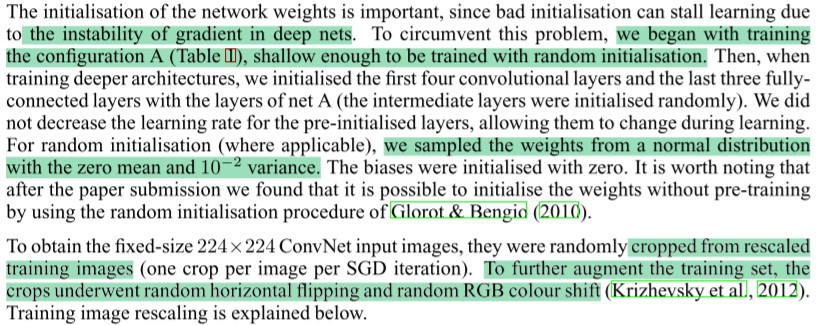 The initialisation of the network weights is important, since bad initialisation can stall learning due
to the instability of gradient in deep nets. To circumvent this problem, we began with training
the configuration A (Table 1), shallow enough to be trained with random initialisation. Then, when
training deeper architectures, we initialised the first four convolutional layers and the last three fully-
connected layers with the layers of net A (the intermediate layers were initialised randomly). We did
not decrease the learning rate for the pre-initialised layers, allowing them to change during learning.
For random initialisation (where applicable), we sampled the weights from a normal distribution
with the zero mean and 10⁻² variance. The biases were initialised with zero. It is worth noting that
after the paper submission we found that it is possible to initialise the weights without pre-training
by using the random initialisation procedure of Glorot & Bengio (2010).
To obtain the fixed-size 224×224 ConvNet input images, they were randomly cropped from rescaled
training images (one crop per image per SGD iteration). To further augment the training set, the
crops underwent random horizontal flipping and random RGB colour shift (Krizhevsky et al., 2012).
Training image rescaling is explained below.